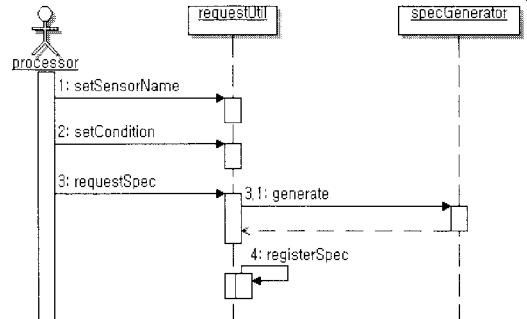 requestUtil
specGenerator
processor
1: setSensorName
2: setCondition
3: requestSpec
3,1: generate
4: registerSpec